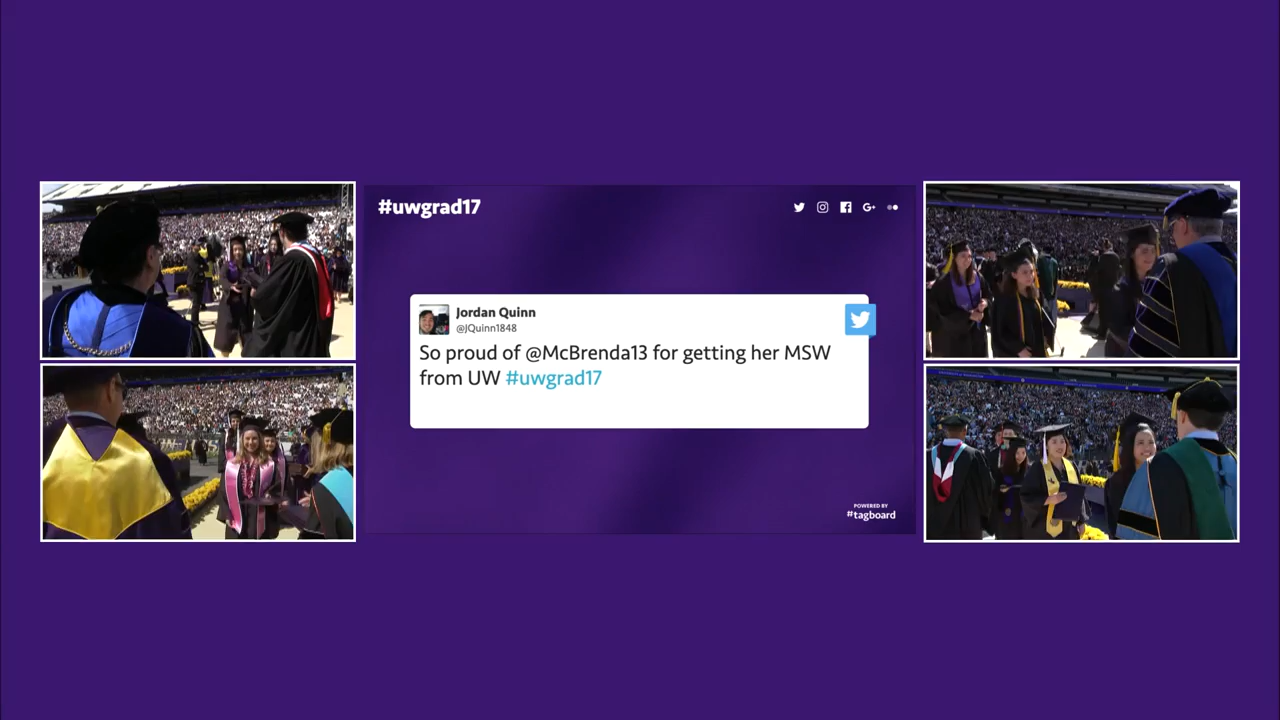 #uwgrad17
Jordan Quinn
@JQuinn1848
So proud of @McBrenda13 for getting her MSW
from UW #uwgrad17
POWERED BY
#tagboard